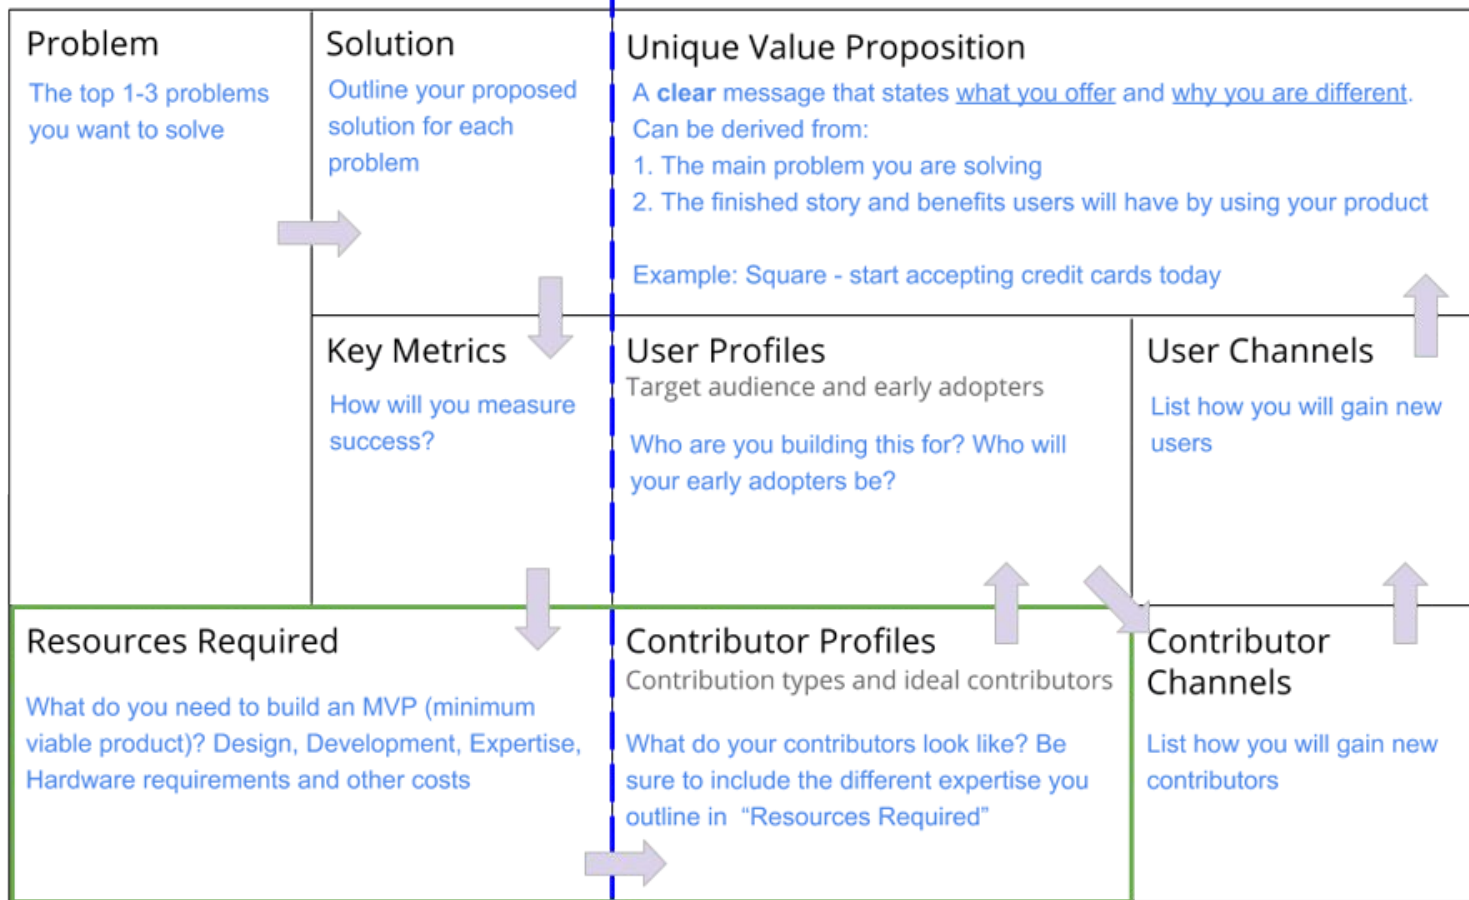 Problem
The top 1-3 problems
you want to solve
Solution
Outline your proposed
solution for each
problem
Unique Value Proposition
A clear message that states what you offer and why you are different.
Can be derived from:
1. The main problem you are solving
2. The finished story and benefits users will have by using your product
Example: Square - start accepting credit cards today
Key Metrics
How will you measure
success?
User Profiles
Target audience and early adopters
Who are you building this for? Who will
your early adopters be?
User Channels
List how you will gain new
users
Resources Required
What do you need to build an MVP (minimum
viable product)? Design, Development, Expertise,
Hardware requirements and other costs
Contributor Profiles
Contribution types and ideal contributors
What do your contributors look like? Be
sure to include the different expertise you
outline in  “Resources Required”
Contributor
Channels
List how you will gain new
contributors